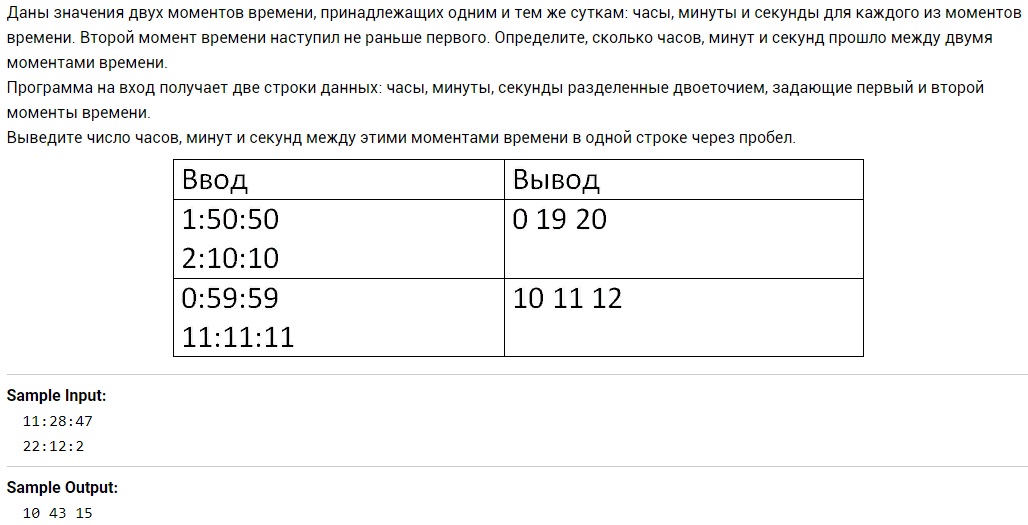 Даны значения двух моментов времени, принадлежащих одним и тем же суткам: часы, минуты и секунды для каждого из моментов
времени. Второй момент времени наступил не раньше первого. Определите, сколько часов, минут и секунд прошло между двумя
моментами времени.
Программа на вход получает две строки данных: часы, минуты, секунды разделенные двоеточием, задающие первый и второй
моменты времени.
Выведите число часов, минут и секунд между этими моментами времени в одной строке через пробел.
Ввод Вывод
1:50:50 0 19 20
2:10:10
0:59:59 10 11 12
11:11:11
Sample Input:
11:28:47
22:12:2
Sample Output:
10 43 15